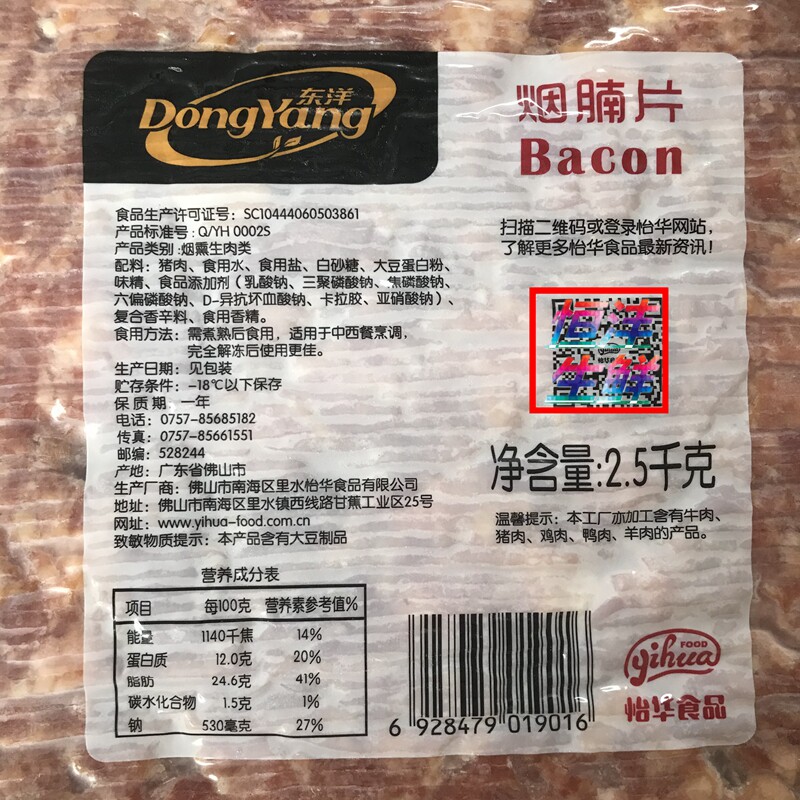 东洋
DongYang
烟腩片
Bacon
食品生产许可证号：SC10444060503861
产品标准号：Q/YH 0002S
产品类别：烟熏生肉类
配料：猪肉、食用水、食用盐、白砂糖、大豆蛋白粉、
味精、食品添加剂（乳酸钠、三聚磷酸钠、焦磷酸钠、
六偏磷酸钠、D-异抗坏血酸钠、卡拉胶、亚硝酸钠）、
复合香辛料、食用香精。
食用方法：需煮熟后食用，适用于中西餐烹调，
完全解冻后使用更佳。
生产日期：见包装
贮存条件：-18℃以下保存
保质期：一年
电话：0757-85685182
传真：0757-85661551
邮编：528244
产地：广东省佛山市
生产厂商：佛山市南海区里水怡华食品有限公司
地址：佛山市南海区里水镇西线路甘蕉工业区25号
网址：www.yihua-food.com.cn
致敏物质提示：本产品含有大豆制品
扫描二维码或登录怡华网站，
了解更多怡华食品最新资讯！
恒洋
生鲜
净含量：2.5千克
温馨提示：本工厂亦加工含有牛肉、
猪肉、鸡肉、鸭肉、羊肉的产品。
营养成分表
项目 每100克 营养素参考值%
能量 1140千焦 14%
蛋白质 12.0克 20%
脂肪 24.6克 41%
碳水化合物 1.5克 1%
钠 530毫克 27%
6 928479 019016
FOOD
yihua
怡华食品